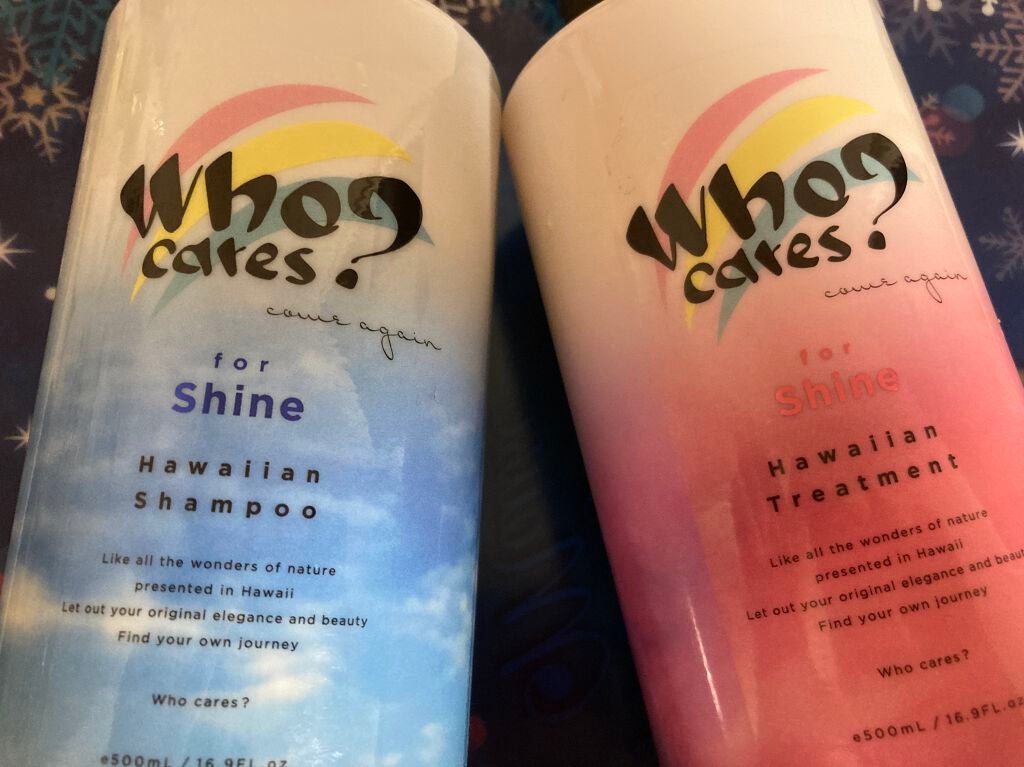 Who
cares?
come again
for
Shine
Hawaiian
Shampoo
Like all the wonders of nature
presented in Hawaii
Let out your original elegance and beauty
Find your own journey
Who cares?
e500mL / 16.9FL.oz
Who
cares?
come again
for
Shine
Hawaiian
Treatment
Like all the wonders of nature
presented in Hawaii
Let out your original elegance and beauty
Find your own journey
Who cares?
e500mL / 16.9FL.oz